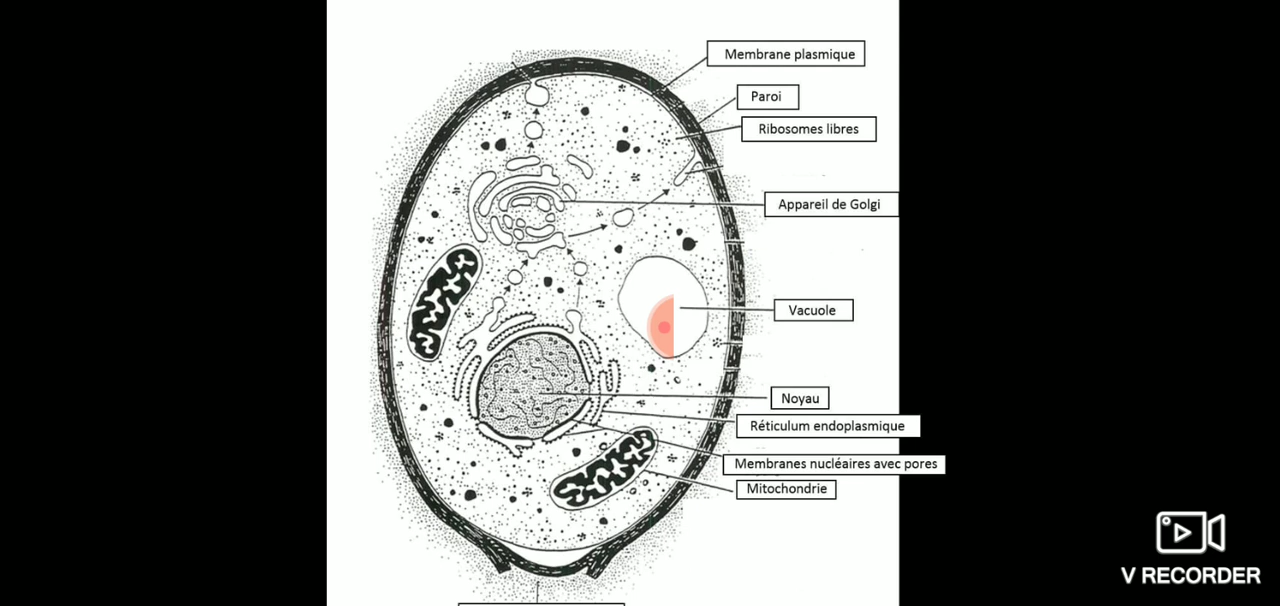 Membrane plasmique
Paroi
Ribosomes libres
Appareil de Golgi
Vacuole
Noyau
Réticulum endoplasmique
Membranes nucléaires avec pores
Mitochondrie
V RECORDER